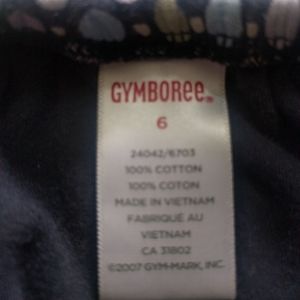 GYMBOREE
6
24042/6703
100% COTTON
100% COTON
MADE IN VIETNAM
FABRIQUE AU
VIETNAM
CA 31802
©2007 GYM-MARK, INC.